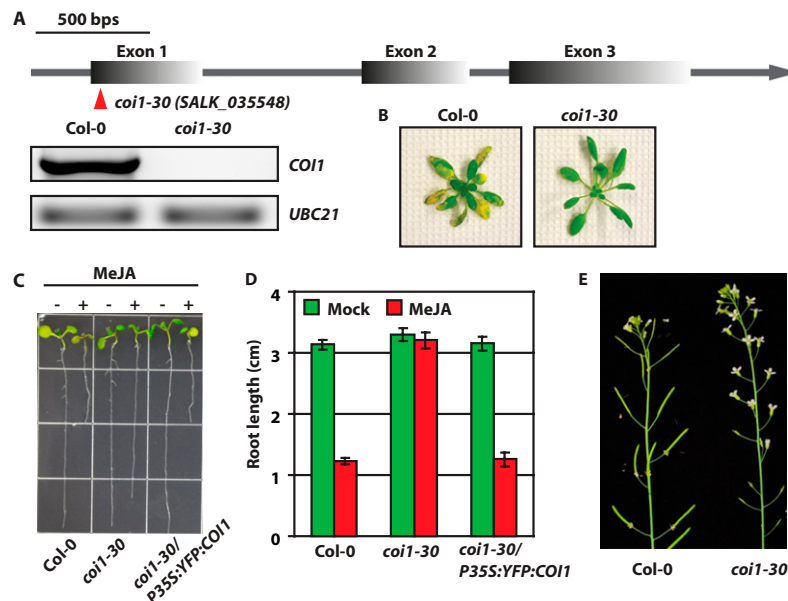 A
500 bps
Exon 1
Exon 2
Exon 3
coi1-30 (SALK_035548)
Col-0
coi1-30
COI1
UBC21
B
Col-0
coi1-30
C
MeJA
- + - + - +
Col-0
coi1-30
coi1-30/
P35S:YFP:COI1
D
Mock
MeJA
Root length (cm)
4
3
2
1
0
Col-0
coi1-30
coi1-30/
P35S:YFP:COI1
E
Col-0
coi1-30